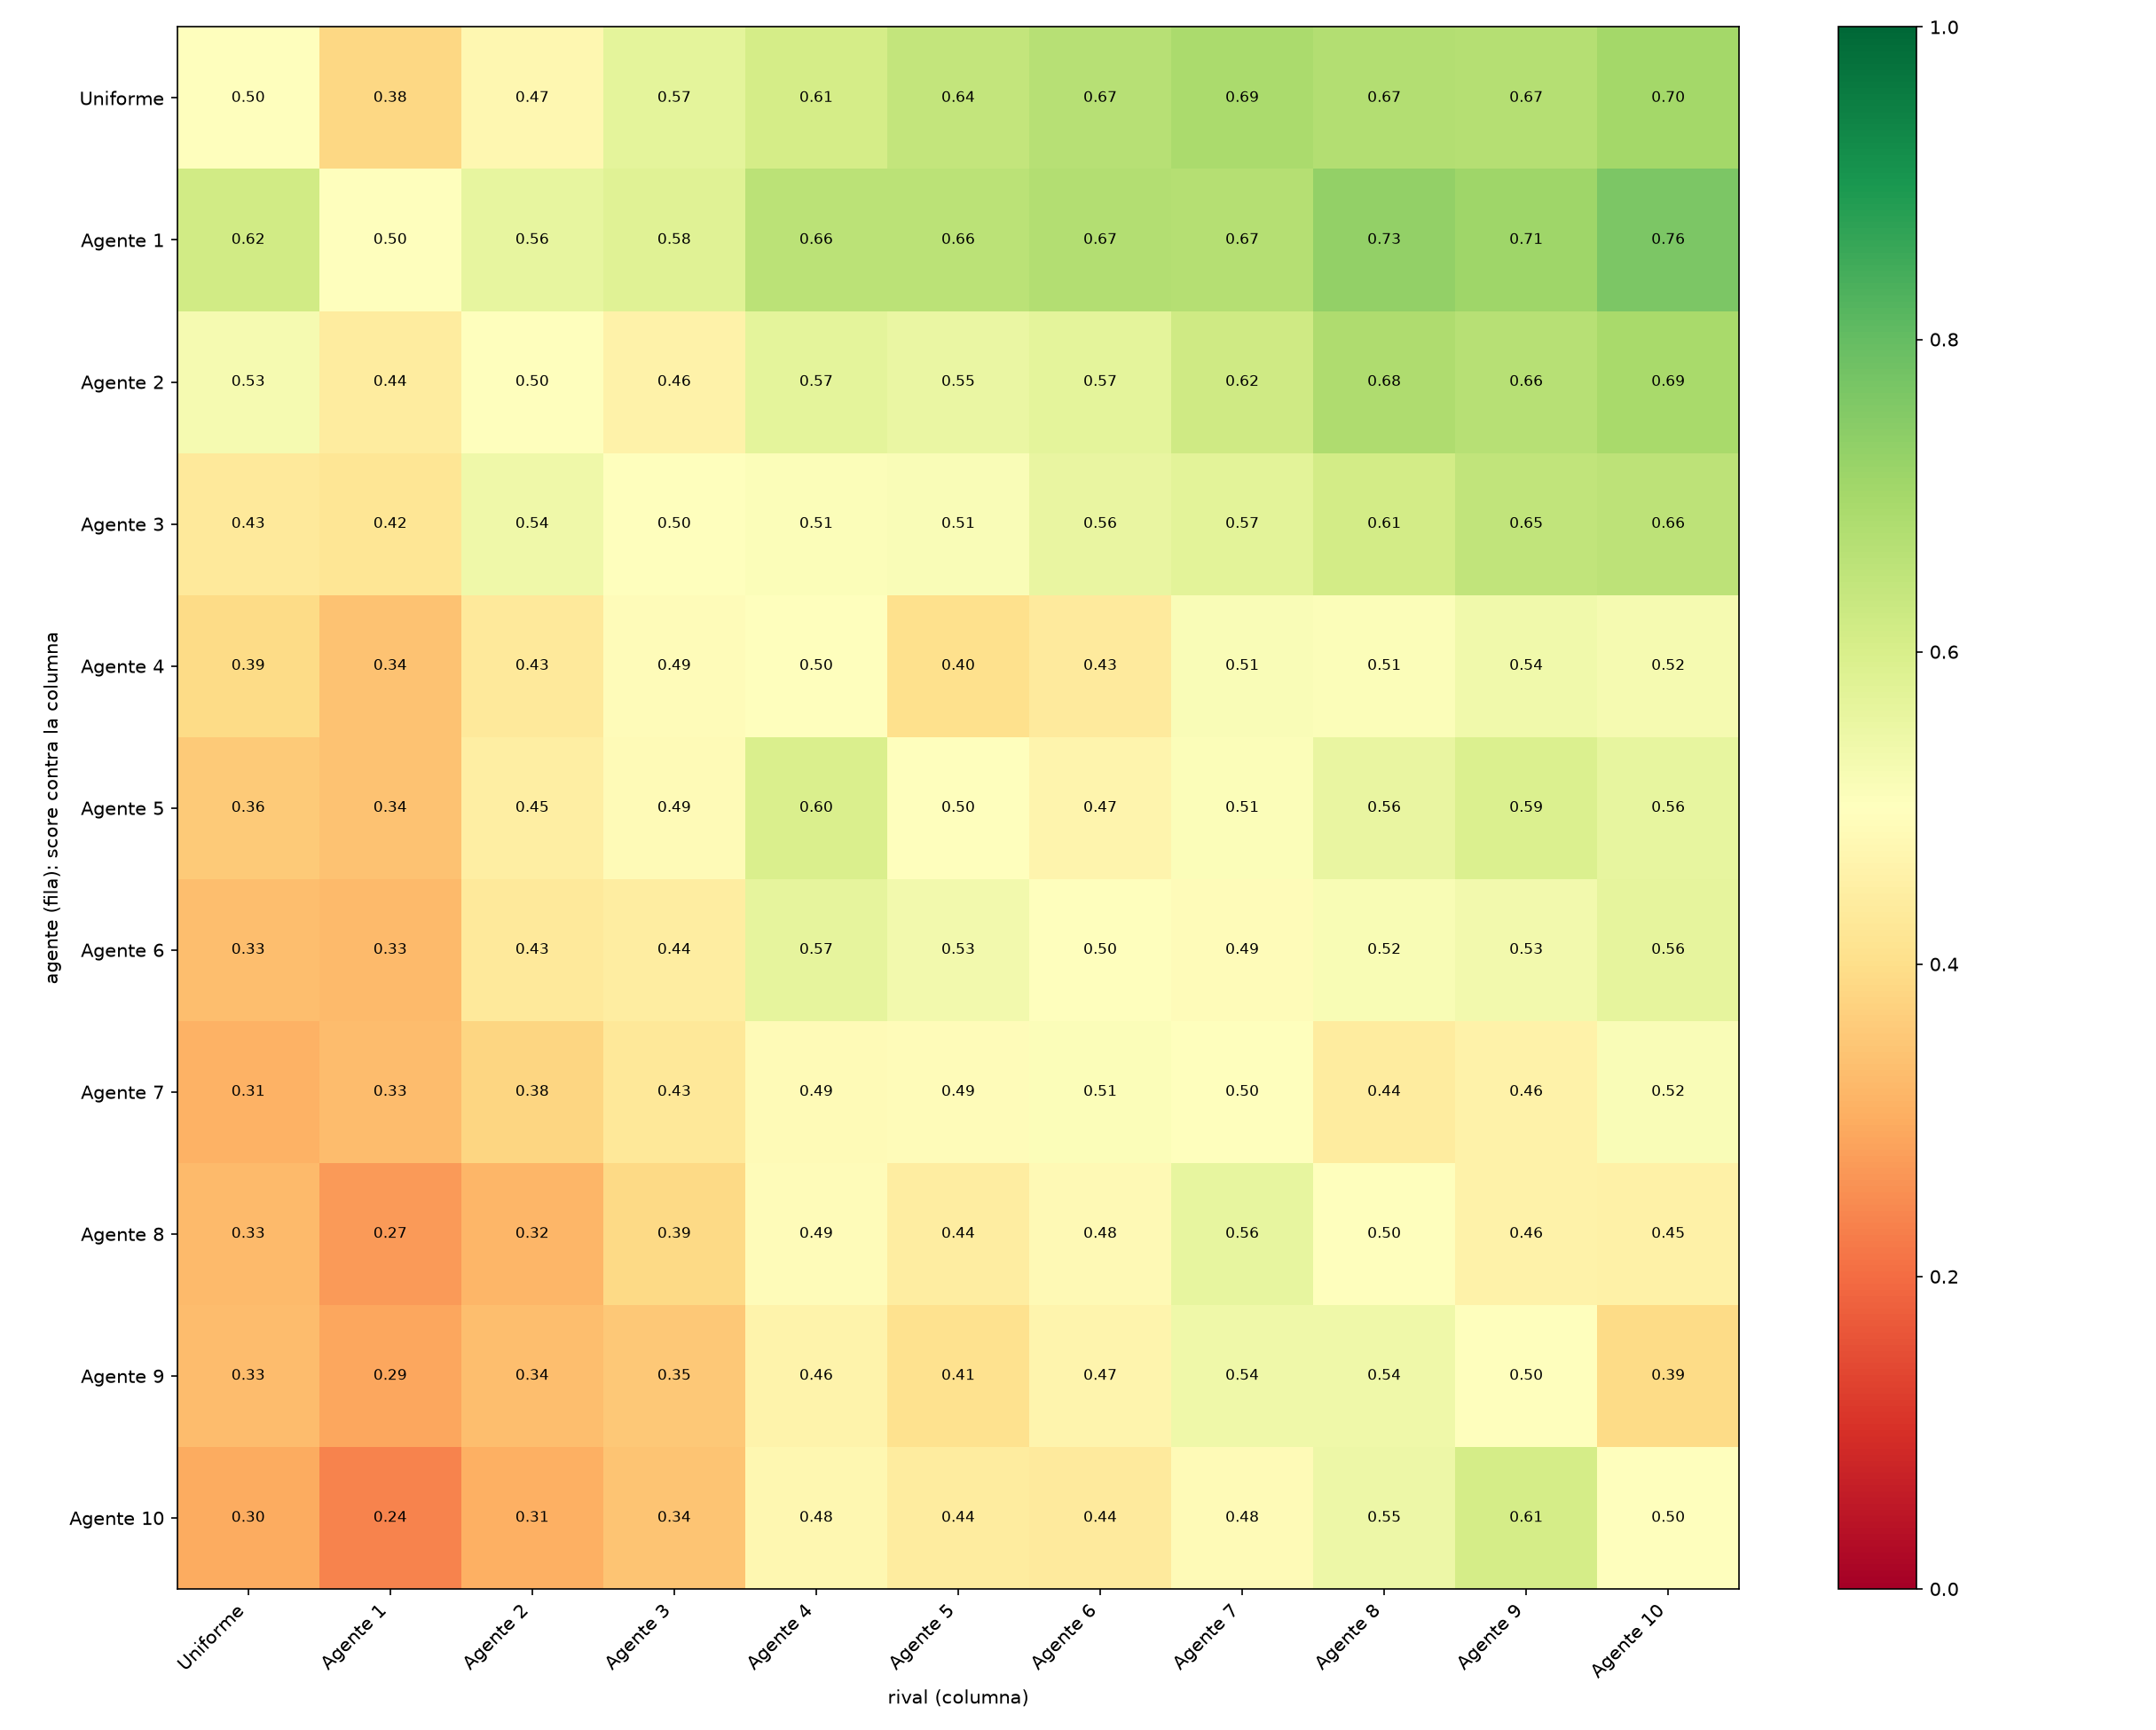 Uniforme 0.50 0.38 0.47 0.57 0.61 0.64 0.67 0.69 0.67 0.67 0.70
Agente 1 0.62 0.50 0.56 0.58 0.66 0.66 0.67 0.67 0.73 0.71 0.76
Agente 2 0.53 0.44 0.50 0.46 0.57 0.55 0.57 0.62 0.68 0.66 0.69
Agente 3 0.43 0.42 0.54 0.50 0.51 0.51 0.56 0.57 0.61 0.65 0.66
Agente 4 0.39 0.34 0.43 0.49 0.50 0.40 0.43 0.51 0.51 0.54 0.52
Agente 5 0.36 0.34 0.45 0.49 0.60 0.50 0.47 0.51 0.56 0.59 0.56
Agente 6 0.33 0.33 0.43 0.44 0.57 0.53 0.50 0.49 0.52 0.53 0.56
Agente 7 0.31 0.33 0.38 0.43 0.49 0.49 0.51 0.50 0.44 0.46 0.52
Agente 8 0.33 0.27 0.32 0.39 0.49 0.44 0.48 0.56 0.50 0.46 0.45
Agente 9 0.33 0.29 0.34 0.35 0.46 0.41 0.47 0.54 0.54 0.50 0.39
Agente 10 0.30 0.24 0.31 0.34 0.48 0.44 0.44 0.48 0.55 0.61 0.50
Uniforme Agente 1 Agente 2 Agente 3 Agente 4 Agente 5 Agente 6 Agente 7 Agente 8 Agente 9 Agente 10
rival (columna)
agente (fila): score contra la columna
1.0
0.8
0.6
0.4
0.2
0.0